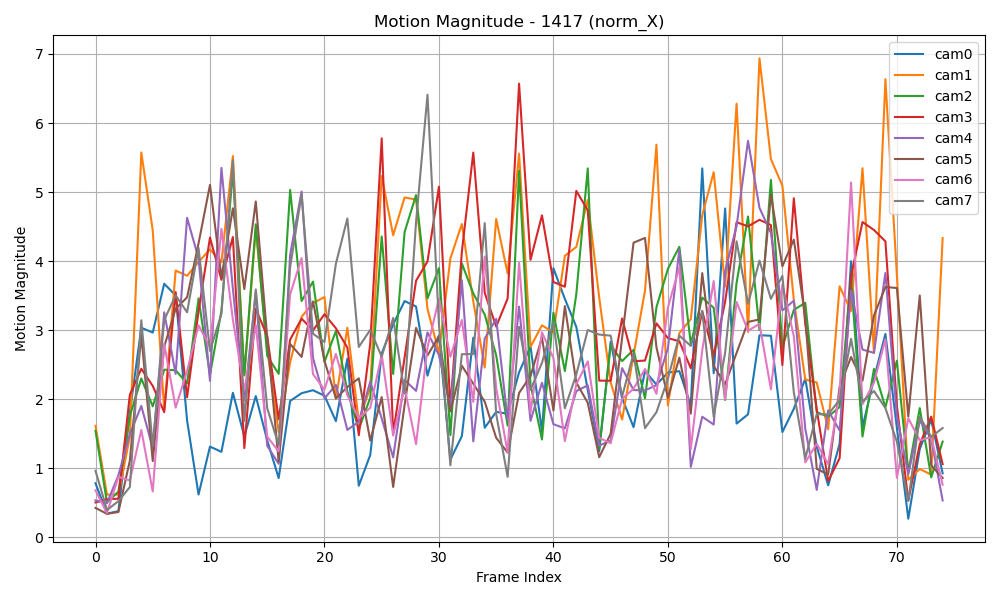 Motion Magnitude - 1417 (norm_X)
Motion Magnitude
7
6
5
4
3
2
1
0
0
10
20
30
40
50
60
70
Frame Index
cam0
cam1
cam2
cam3
cam4
cam5
cam6
cam7